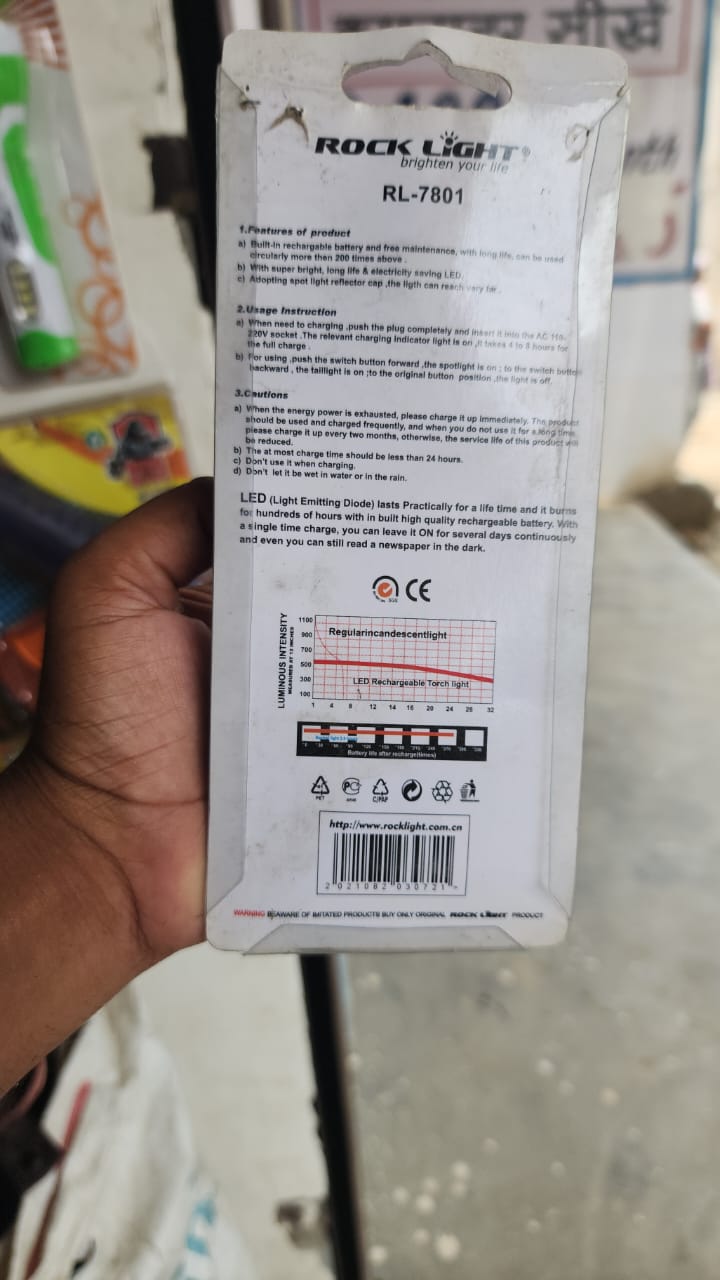 सीखें
ROCK LiGHT®
brighten your life
RL-7801
1.Features of product
a) Built-in rechargable battery and free maintenance, with long life, can be used
circularly more than 200 times above .
b) With super bright, long life & electricity saving LED.
c) Adopting spot light reflector cap ,the ligth can reach very far .
2.Usage Instruction
a) When need to charging ,push the plug completely and insert it into the AC 110-
220V socket .The relevant charging indicator light is on ,it takes 4 to 8 hours for
the full charge .
b) For using ,push the switch button forward ,the spotlight is on ; to the switch button
backward , the taillight is on ;to the original button position ,the light is off.
3.Cautions
a) When the energy power is exhausted, please charge it up immediately. The product
should be used and charged frequently, and when you do not use it for a long time,
please charge it up every two months, otherwise, the service life of this product will
be reduced.
b) The at most charge time should be less than 24 hours.
c) Don't use it when charging.
d) Don't let it be wet in water or in the rain.
LED (Light Emitting Diode) lasts Practically for a life time and it burns
for hundreds of hours with in built high quality rechargeable battery. With
a single time charge, you can leave it ON for several days continuously
and even you can still read a newspaper in the dark.
SGS
CE
LUMINOUS INTENSITY
MEASURED AT 12 INCHES
1100
900
700
500
300
100
Regularincandescentlight
LED Rechargeable Torch light
1 4 8 12 14 16 20 24 28 32
Battery life after recharge(times)
PET
PC
C/PAP
http://www.rocklight.com.cn
2 021082 030721 >
WARNING BEAWARE OF IMITATED PRODUCTS BUY ONLY ORIGINAL ROCK LiGHT PRODUCT